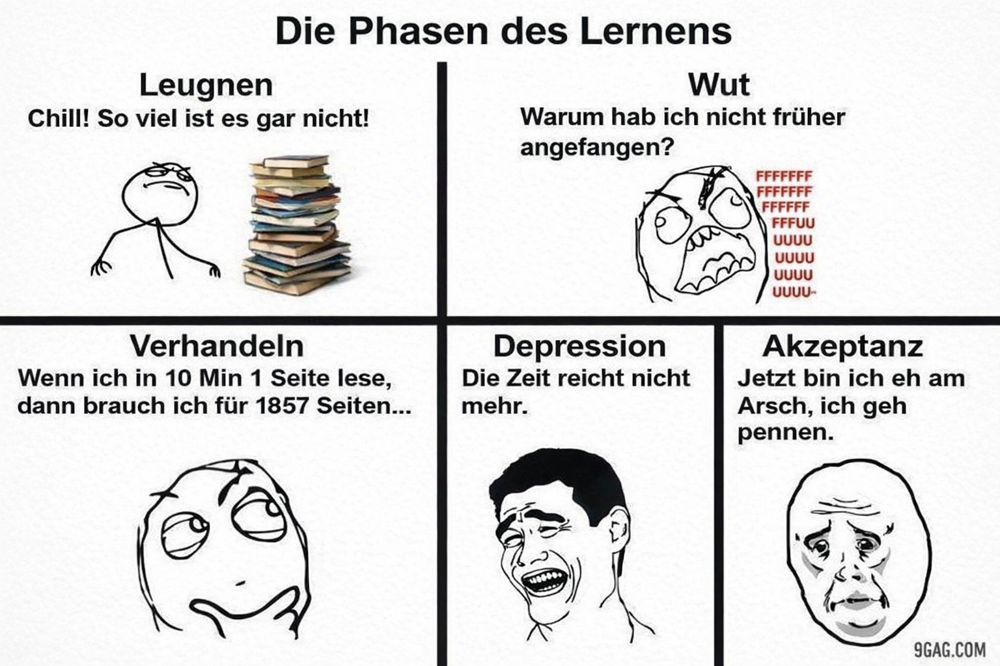 Die Phasen des Lernens
Leugnen
Chill! So viel ist es gar nicht!
Wut
Warum hab ich nicht früher
angefangen?
FFFFFFF
FFFFFFF
FFFFFF
FFFUU
UUUU
UUUU
UUUU
UUUU-
Verhandeln
Wenn ich in 10 Min 1 Seite lese,
dann brauch ich für 1857 Seiten...
Depression
Die Zeit reicht nicht
mehr.
Akzeptanz
Jetzt bin ich eh am
Arsch, ich geh
pennen.
9GAG.COM